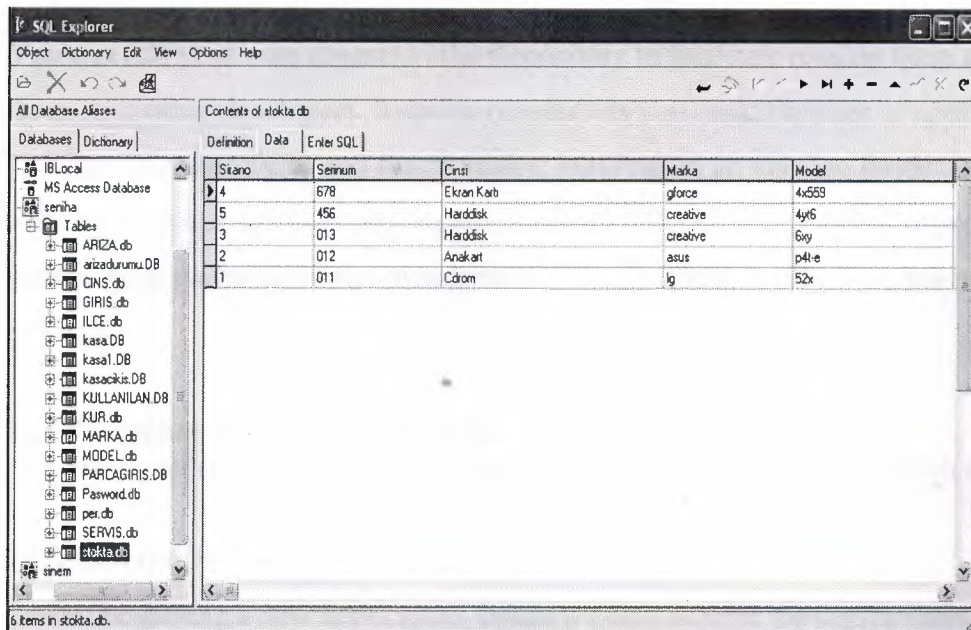 SQL Explorer
Object Dictionary Edit View Options Help
All Database Aliases
Contents of stokta.db
Databases Dictionary
Definition Data Enter SQL
IBLocal
MS Access Database
seniha
Tables
ARIZA.db
arizadurumu.DB
CINS.db
GIRIS.db
ILCE.db
kasa.DB
kasa1.DB
kasacikis.DB
KULLANILAN.DB
KUR.db
MARKA.db
MODEL.db
PARCAGIRIS.DB
Pasword.db
per.db
SERVIS.db
stokta.db
sinem
Sirano Serinum Cinsi Marka Model
4 678 Ekran Karti gforce 4x559
5 456 Harddisk creative 4yt6
3 013 Harddisk creative 6xy
2 012 Anakart asus p4t-e
1 011 Cdrom lg 52x
6 items in stokta.db.